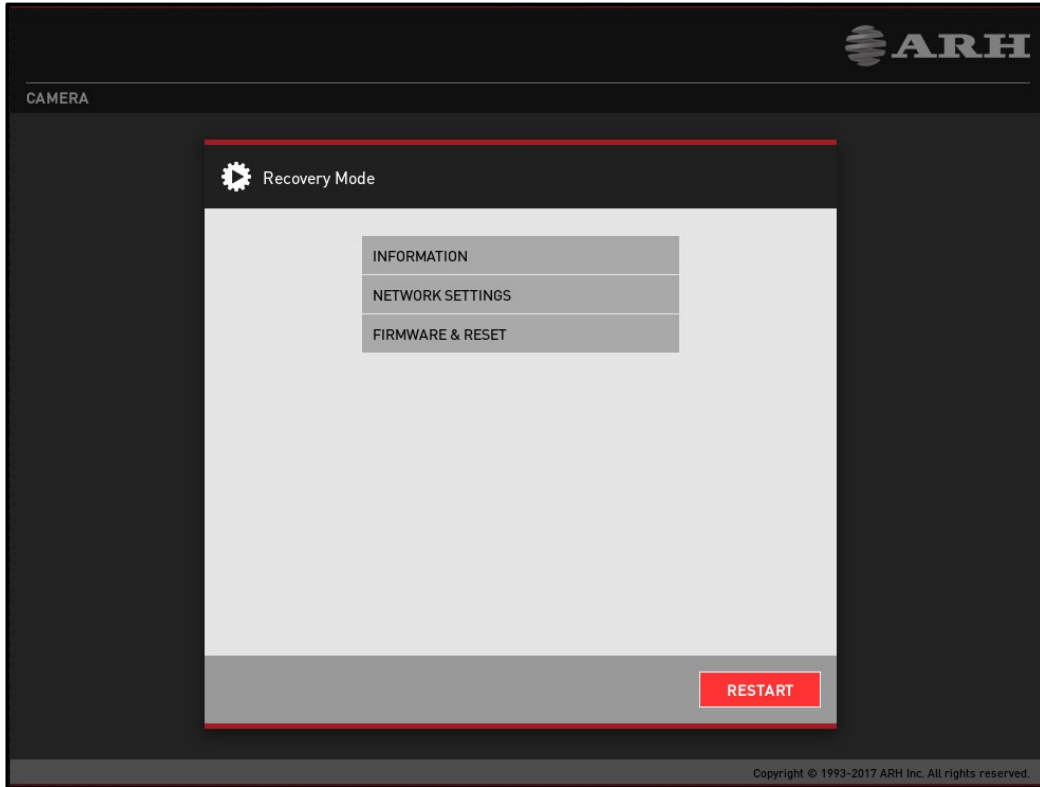 ARH
CAMERA
Recovery Mode
INFORMATION
NETWORK SETTINGS
FIRMWARE & RESET
RESTART
Copyright © 1993-2017 ARH Inc. All rights reserved.